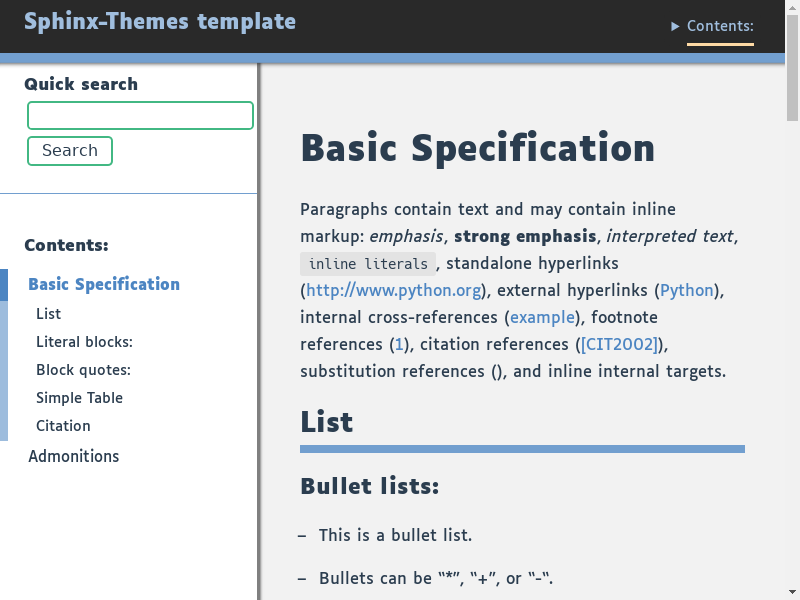 Sphinx-Themes template
▶ Contents:
Quick search
Search
Contents:
Basic Specification
List
Literal blocks:
Block quotes:
Simple Table
Citation
Admonitions
Basic Specification
Paragraphs contain text and may contain inline
markup: emphasis, strong emphasis, interpreted text,
inline literals, standalone hyperlinks
(http://www.python.org), external hyperlinks (Python),
internal cross-references (example), footnote
references (1), citation references ([CIT2002]),
substitution references (), and inline internal targets.
List
Bullet lists:
– This is a bullet list.
– Bullets can be “*”, “+”, or “-“.